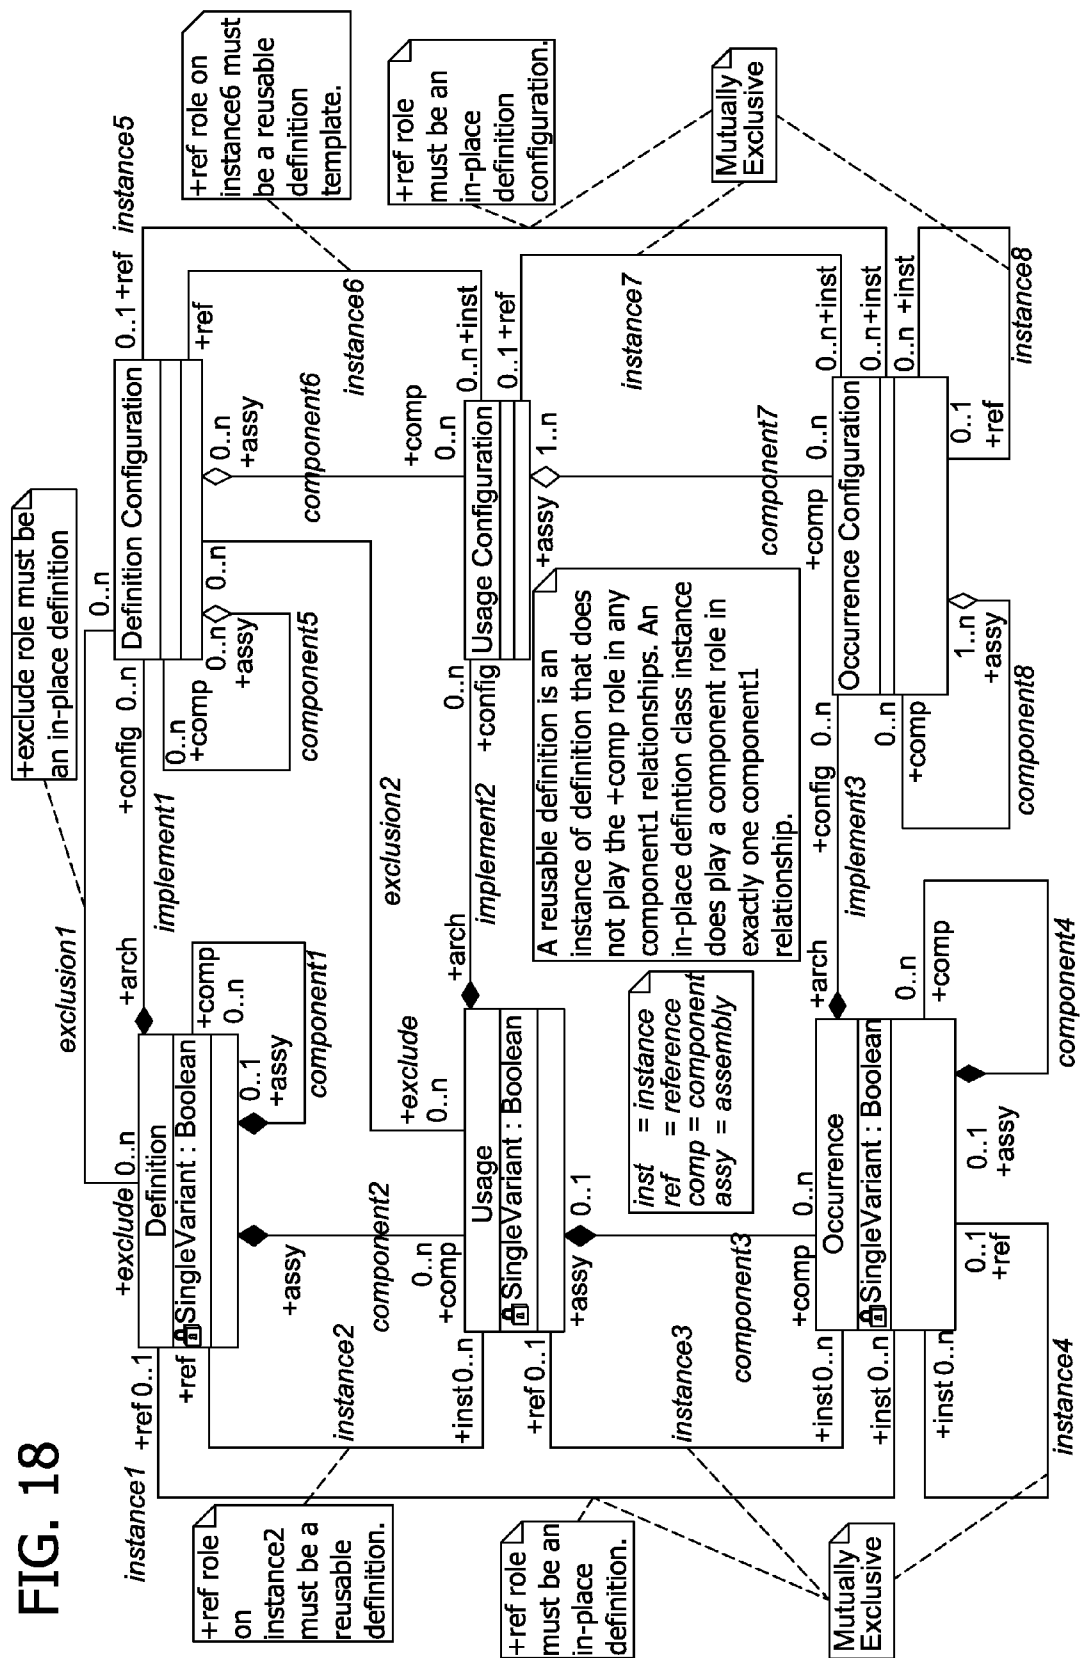 FIG. 18
instance1
+ref 0..1
+exclude
0..n
exclusion1
+exclude role must be
an in-place definition
0..n
Definition
SingleVariant : Boolean
+ref
+assy
0..1
+assy
+comp
0..n
component1
+arch
implement1
+config
0..n
Definition Configuration
0..n
+comp
0..n
+assy
component5
0..n
0..n
+assy
0..1 +ref
instance5
+ref
+ref role on
instance6 must
be a reusable
definition
template.
+ref role
on
instance2
must be a
reusable
definition.
instance2
component2
0..n
+comp
+inst 0..n
+exclude
0..n
exclusion2
component6
+comp
0..n
instance6
0..n +inst
+ref role
must be an
in-place
definition
configuration.
Usage
SingleVariant : Boolean
+ref 0..1
+assy
0..1
+arch
implement2
0..n
+config
Usage Configuration
0..1 +ref
+assy
1..n
+ref role
must be an
in-place
definition.
instance3
component3
inst = instance
ref = reference
comp = component
assy = assembly
A reusable definition is an
instance of definition that does
not play the +comp role in any
component1 relationships. An
in-place defintion class instance
does play a component role in
exactly one component1
relationship.
component7
instance7
Mutually
Exclusive
+comp
0..n
+inst 0..n
+inst 0..n
+inst 0..n
Occurrence
SingleVariant : Boolean
+arch
implement3
+config
0..n
+comp
0..n
0..n +inst
0..n +inst
0..n +inst
Occurrence Configuration
0..n
+comp
0..n
+comp
1..n
+assy
0..1
+ref
0..1
+ref
0..1
+assy
Mutually
Exclusive
instance4
component4
component8
instance8